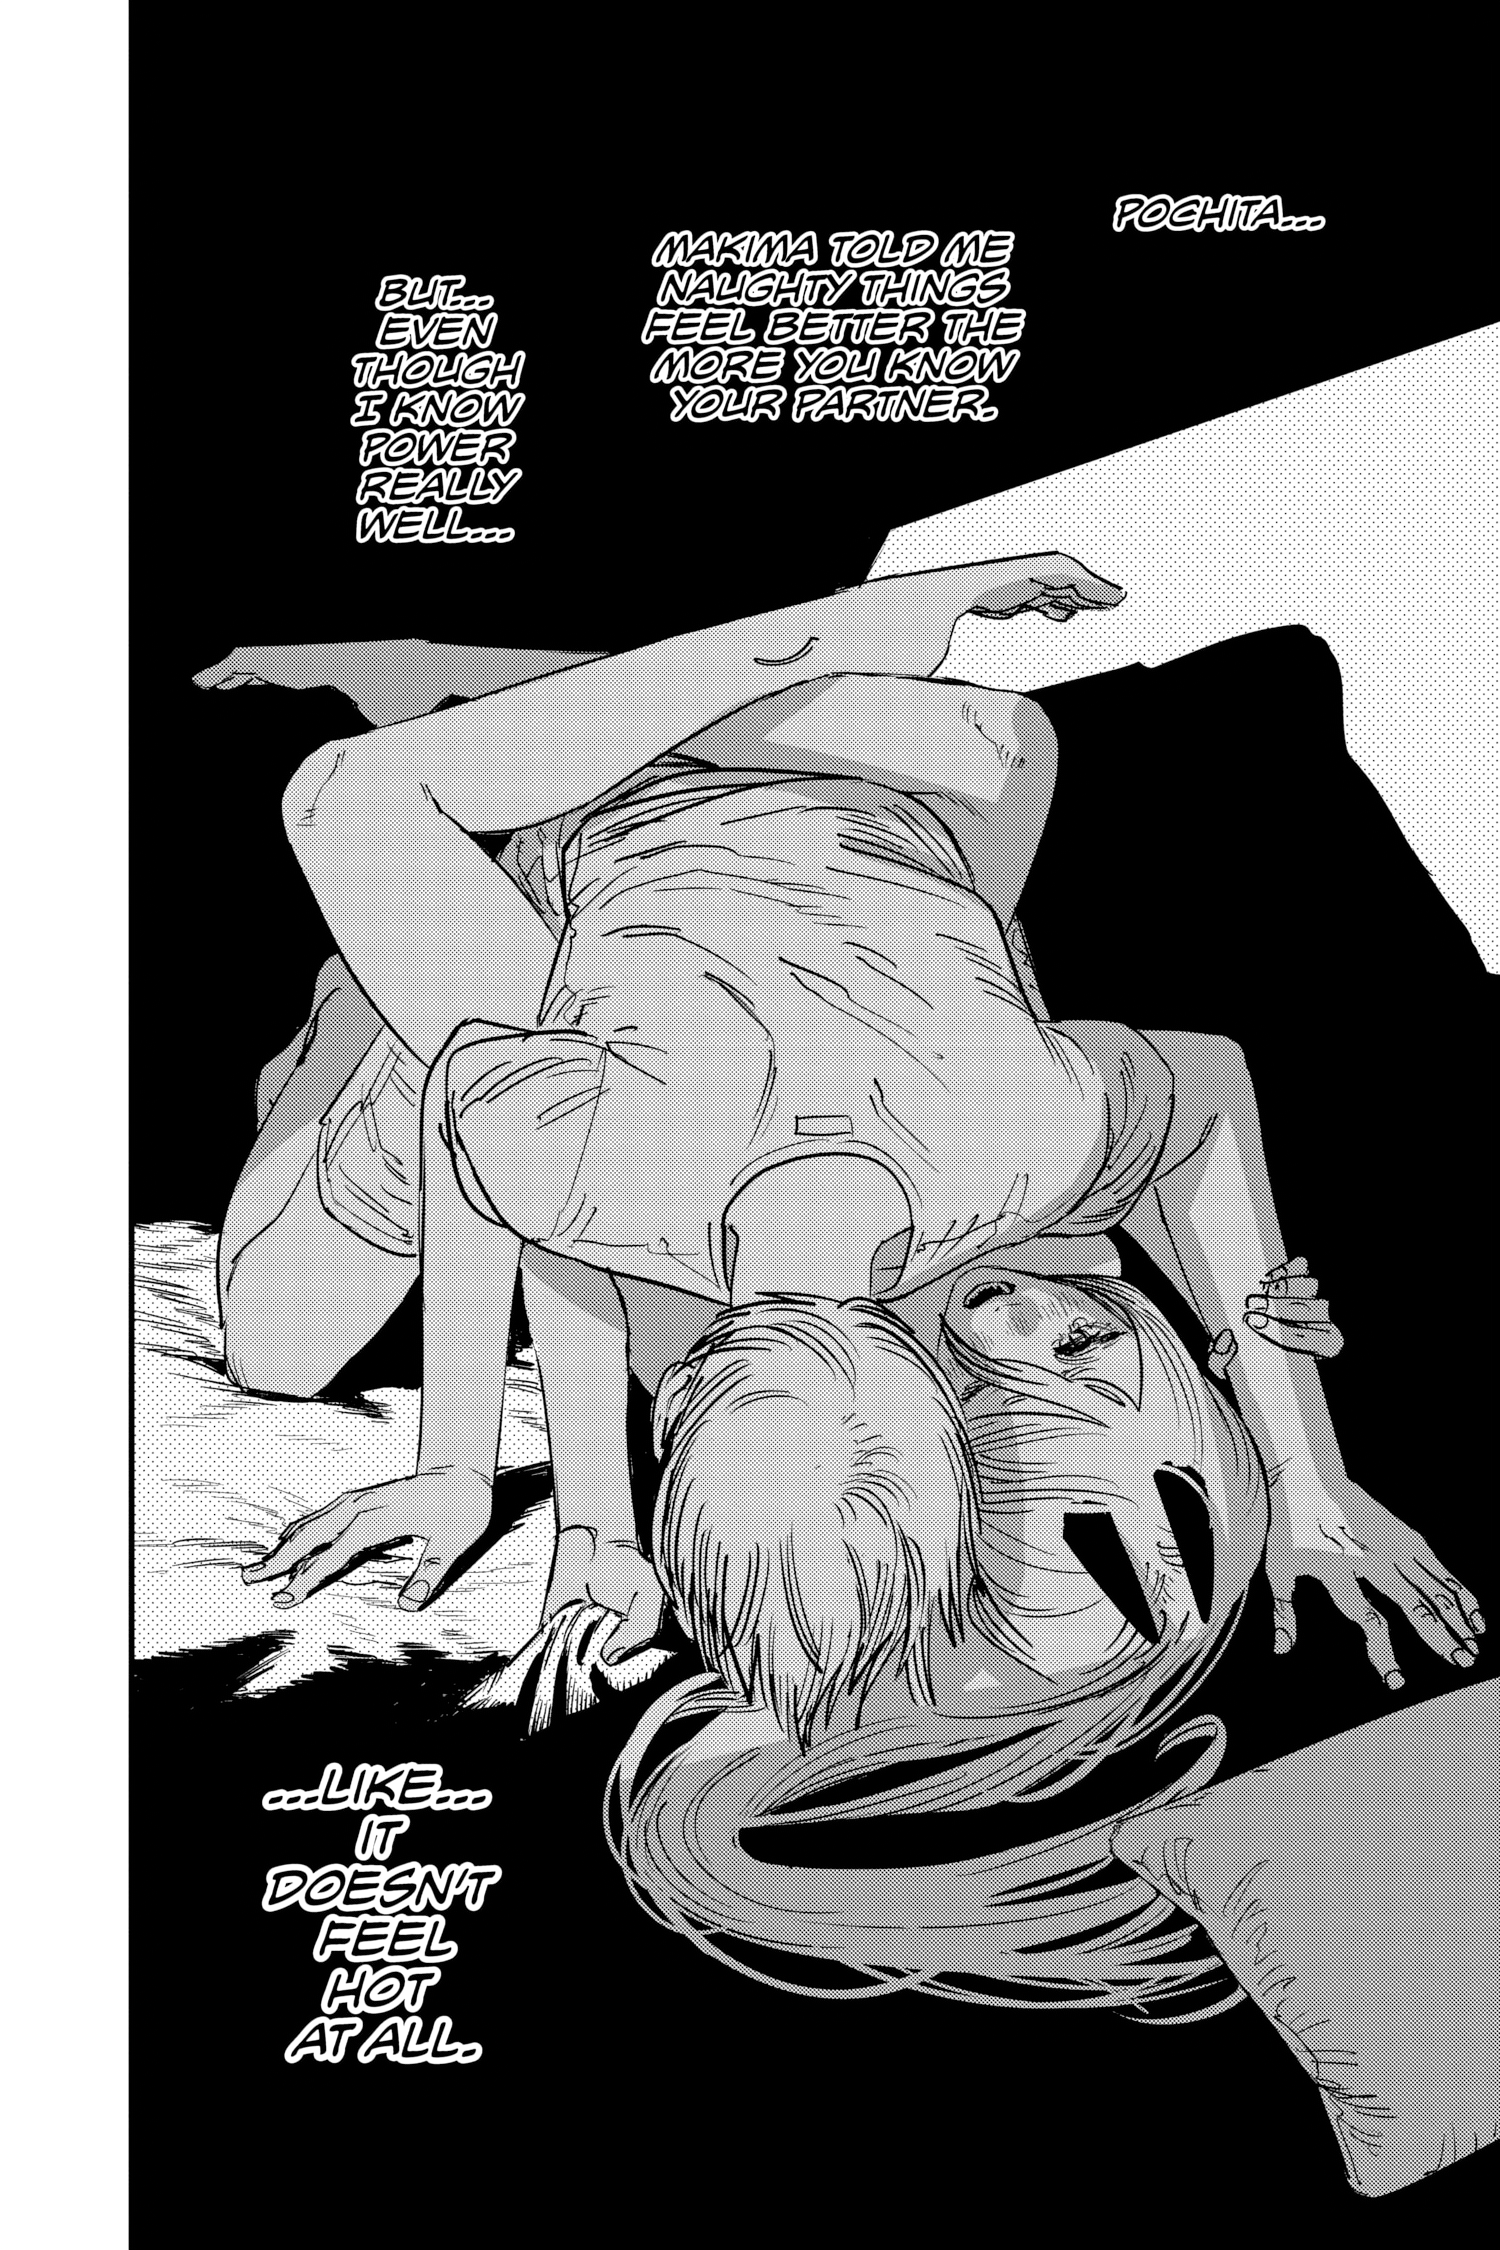 POCHITA...
MAKIMA TOLD ME
NAUGHTY THINGS
FEEL BETTER THE
MORE YOU KNOW
YOUR PARTNER.
BUT...
EVEN
THOUGH
I KNOW
POWER
REALLY
WELL...
...LIKE...
IT
DOESN'T
FEEL
HOT
AT ALL.